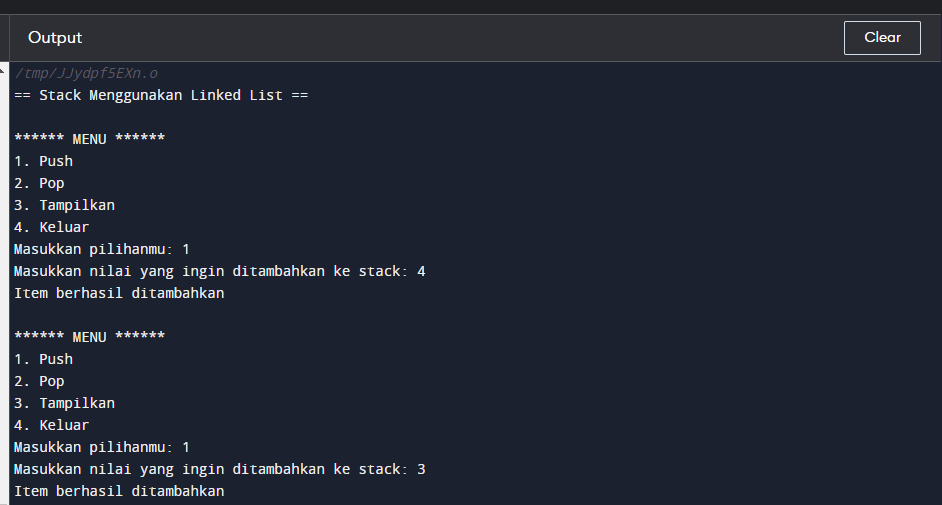 Output
Clear
/tmp/JJydpf5EXn.o
== Stack Menggunakan Linked List ==
****** MENU ******
1. Push
2. Pop
3. Tampilkan
4. Keluar
Masukkan pilihanmu: 1
Masukkan nilai yang ingin ditambahkan ke stack: 4
Item berhasil ditambahkan
****** MENU ******
1. Push
2. Pop
3. Tampilkan
4. Keluar
Masukkan pilihanmu: 1
Masukkan nilai yang ingin ditambahkan ke stack: 3
Item berhasil ditambahkan